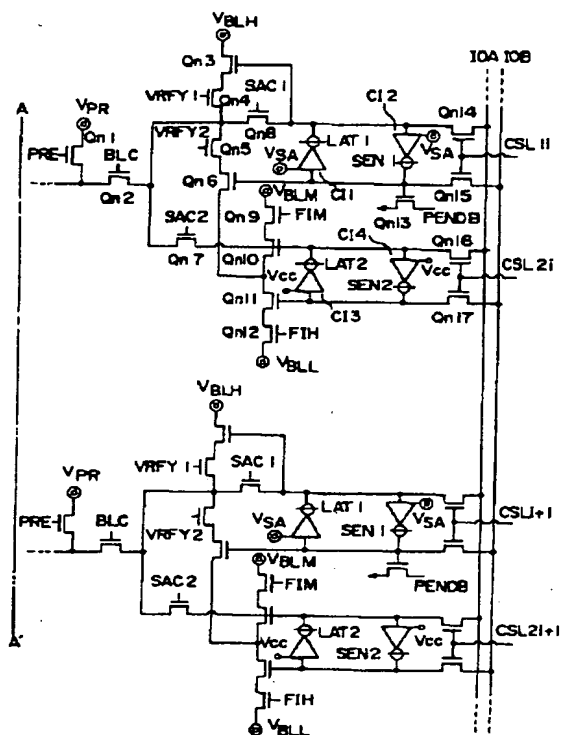 VBLH
IOA IOB
Qn3
A
VRFY1
Qn4
SAC1
CI2
Qn14
VPR
Qn1
Qn8
LAT1
VSA
CSL1i
PRE
BLC
VRFY2
Qn5
VSA
SEN1
Qn2
Qn6
VBLM
CI1
Qn15
Qn9
FIM
Qn13
PENDB
SAC2
CI4
Qn16
Qn7
Qn10
LAT2
Vcc
CSL2i
Vcc
SEN2
Qn11
CI3
Qn17
Qn12
FIH
VBLL
VBLH
VRFY1
SAC1
VPR
LAT1
VSA
CSLi+1
PRE
BLC
VRFY2
VSA
SEN1
VBLM
FIM
PENDB
SAC2
LAT2
Vcc
CSL2i+1
A'
Vcc
SEN2
FIH
VBLL